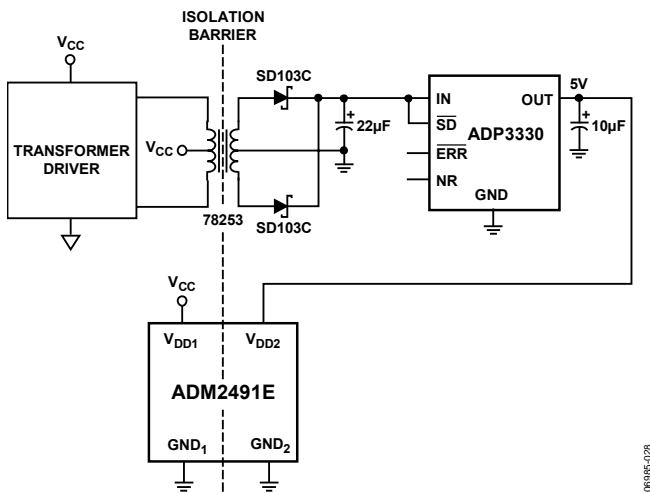 ISOLATION
BARRIER
VCC
SD103C
IN
OUT
5V
22µF
SD
ADP3330
10µF
TRANSFORMER
DRIVER
VCC
ERR
NR
GND
78253
SD103C
VCC
VDD1
VDD2
ADM2491E
GND1
GND2
06985-028